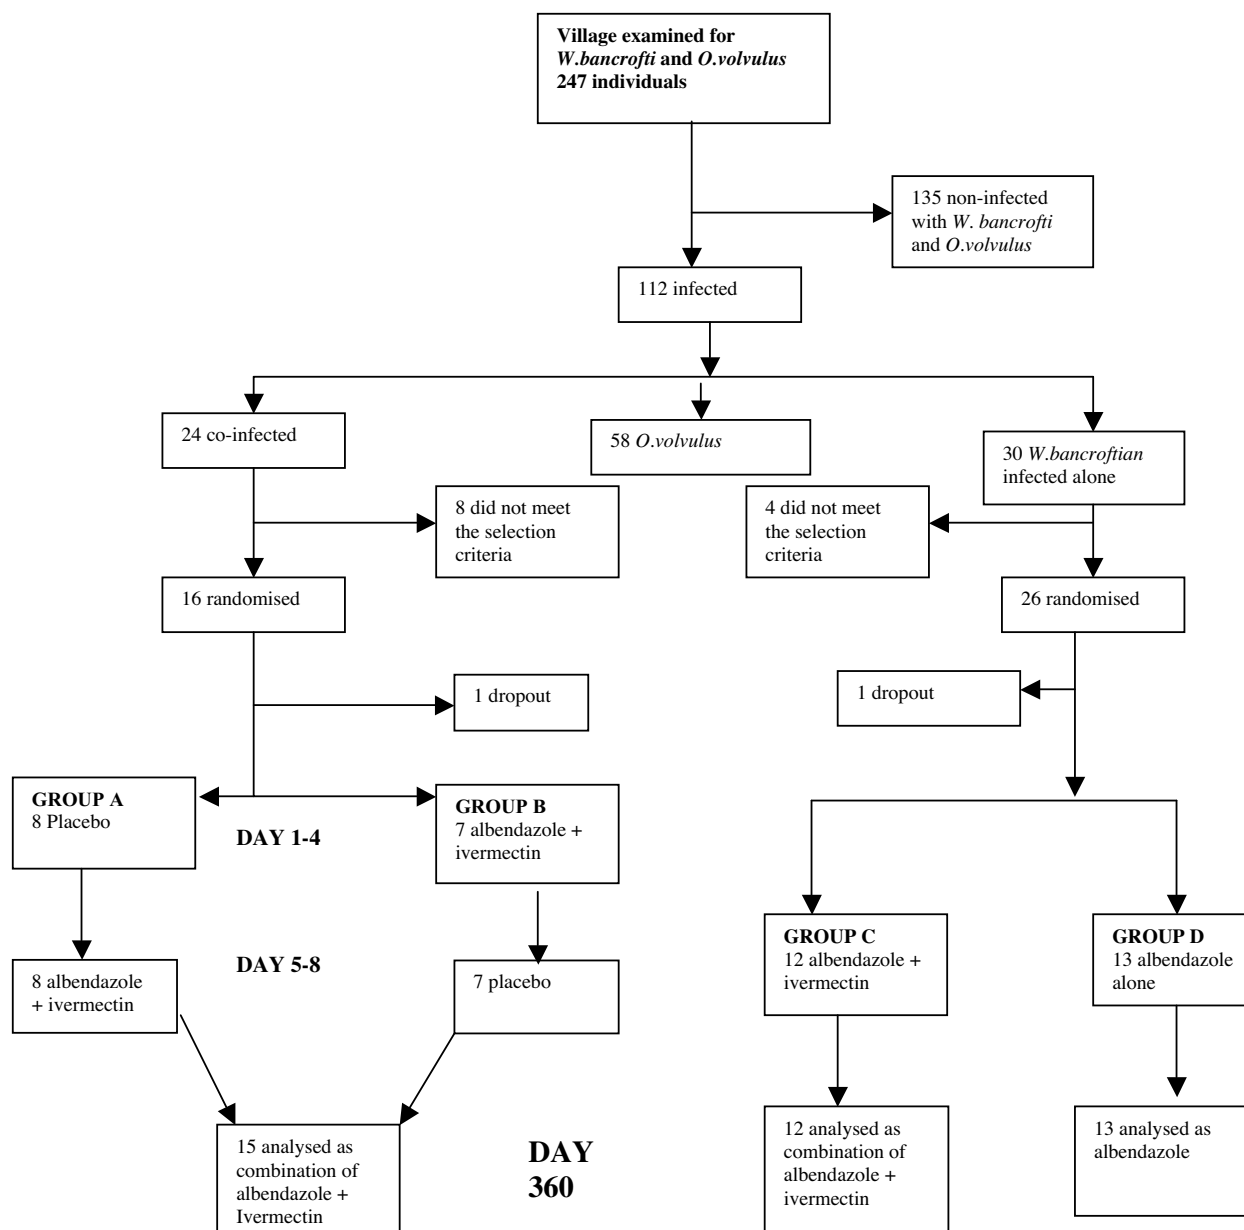 Village examined for
W.bancrofti and O.volvulus
247 individuals
135 non-infected
with W. bancrofti
and O.volvulus
112 infected
24 co-infected
58 O.volvulus
30 W.bancroftian
infected alone
8 did not meet
the selection
criteria
4 did not meet
the selection
criteria
16 randomised
26 randomised
1 dropout
1 dropout
GROUP A
8 Placebo
DAY 1-4
GROUP B
7 albendazole +
ivermectin
GROUP C
12 albendazole +
ivermectin
GROUP D
13 albendazole
alone
8 albendazole
+ ivermectin
DAY 5-8
7 placebo
15 analysed as
combination of
albendazole +
Ivermectin
DAY
360
12 analysed as
combination of
albendazole +
ivermectin
13 analysed as
albendazole